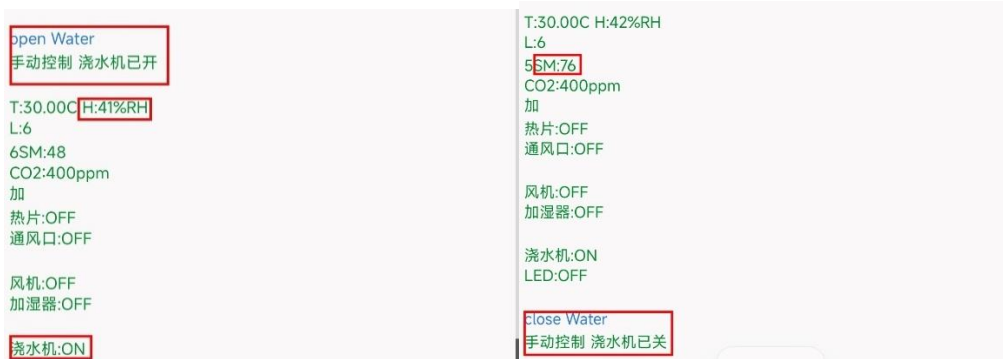 open Water
手动控制 浇水机已开
T:30.00C H:41%RH
L:6
6SM:48
CO2:400ppm
加
热片:OFF
通风口:OFF
风机:OFF
加湿器:OFF
浇水机:ON
T:30.00C H:42%RH
L:6
5SM:76
CO2:400ppm
加
热片:OFF
通风口:OFF
风机:OFF
加湿器:OFF
浇水机:ON
LED:OFF
close Water
手动控制 浇水机已关